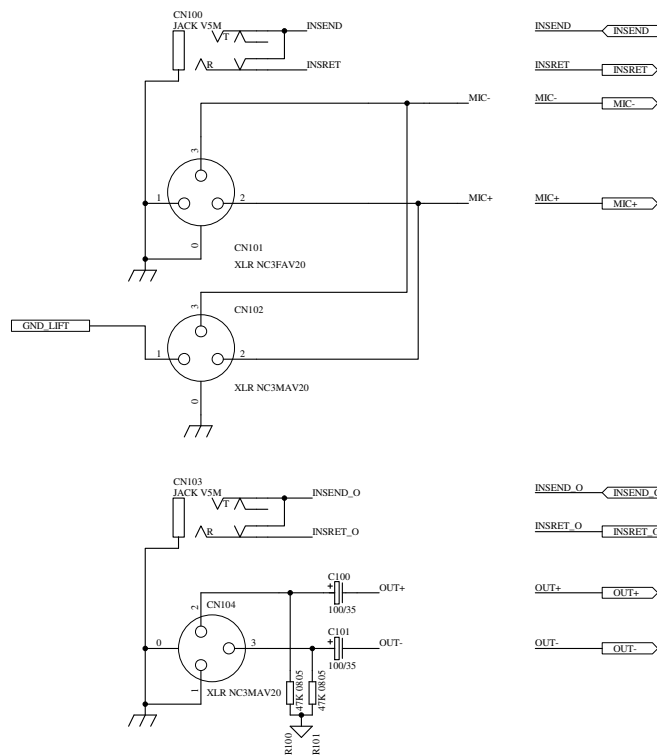 CN100
JACK V5M
T
INSEND
R
INSRET
INSEND
INSEND
INSRET
INSRET
MIC-
MIC-
MIC-
3
1
2
MIC+
MIC+
MIC+
0
CN101
XLR NC3FAV20
CN102
3
GND_LIFT
1
2
XLR NC3MAV20
0
CN103
JACK V5M
T
INSEND_O
R
INSRET_O
INSEND_O
INSEND_O
INSRET_O
INSRET_O
C100
+
OUT+
100/35
OUT+
OUT+
2
CN104
C101
+
OUT-
100/35
OUT-
OUT-
0
3
1
XLR NC3MAV20
47K 0805
47K 0805
R100
R101